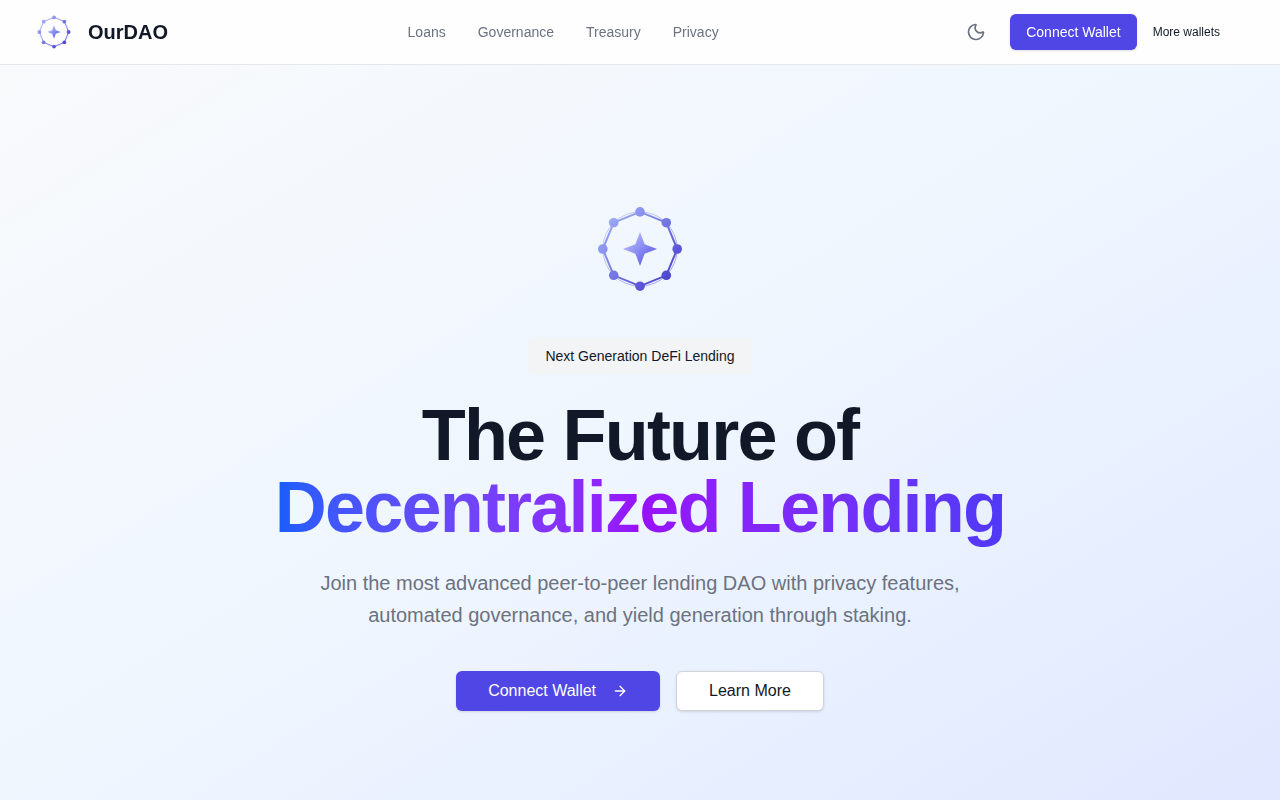 OurDAO
Loans
Governance
Treasury
Privacy
Connect Wallet
More wallets
Next Generation DeFi Lending
The Future of
Decentralized Lending
Join the most advanced peer-to-peer lending DAO with privacy features,
automated governance, and yield generation through staking.
Connect Wallet
Learn More